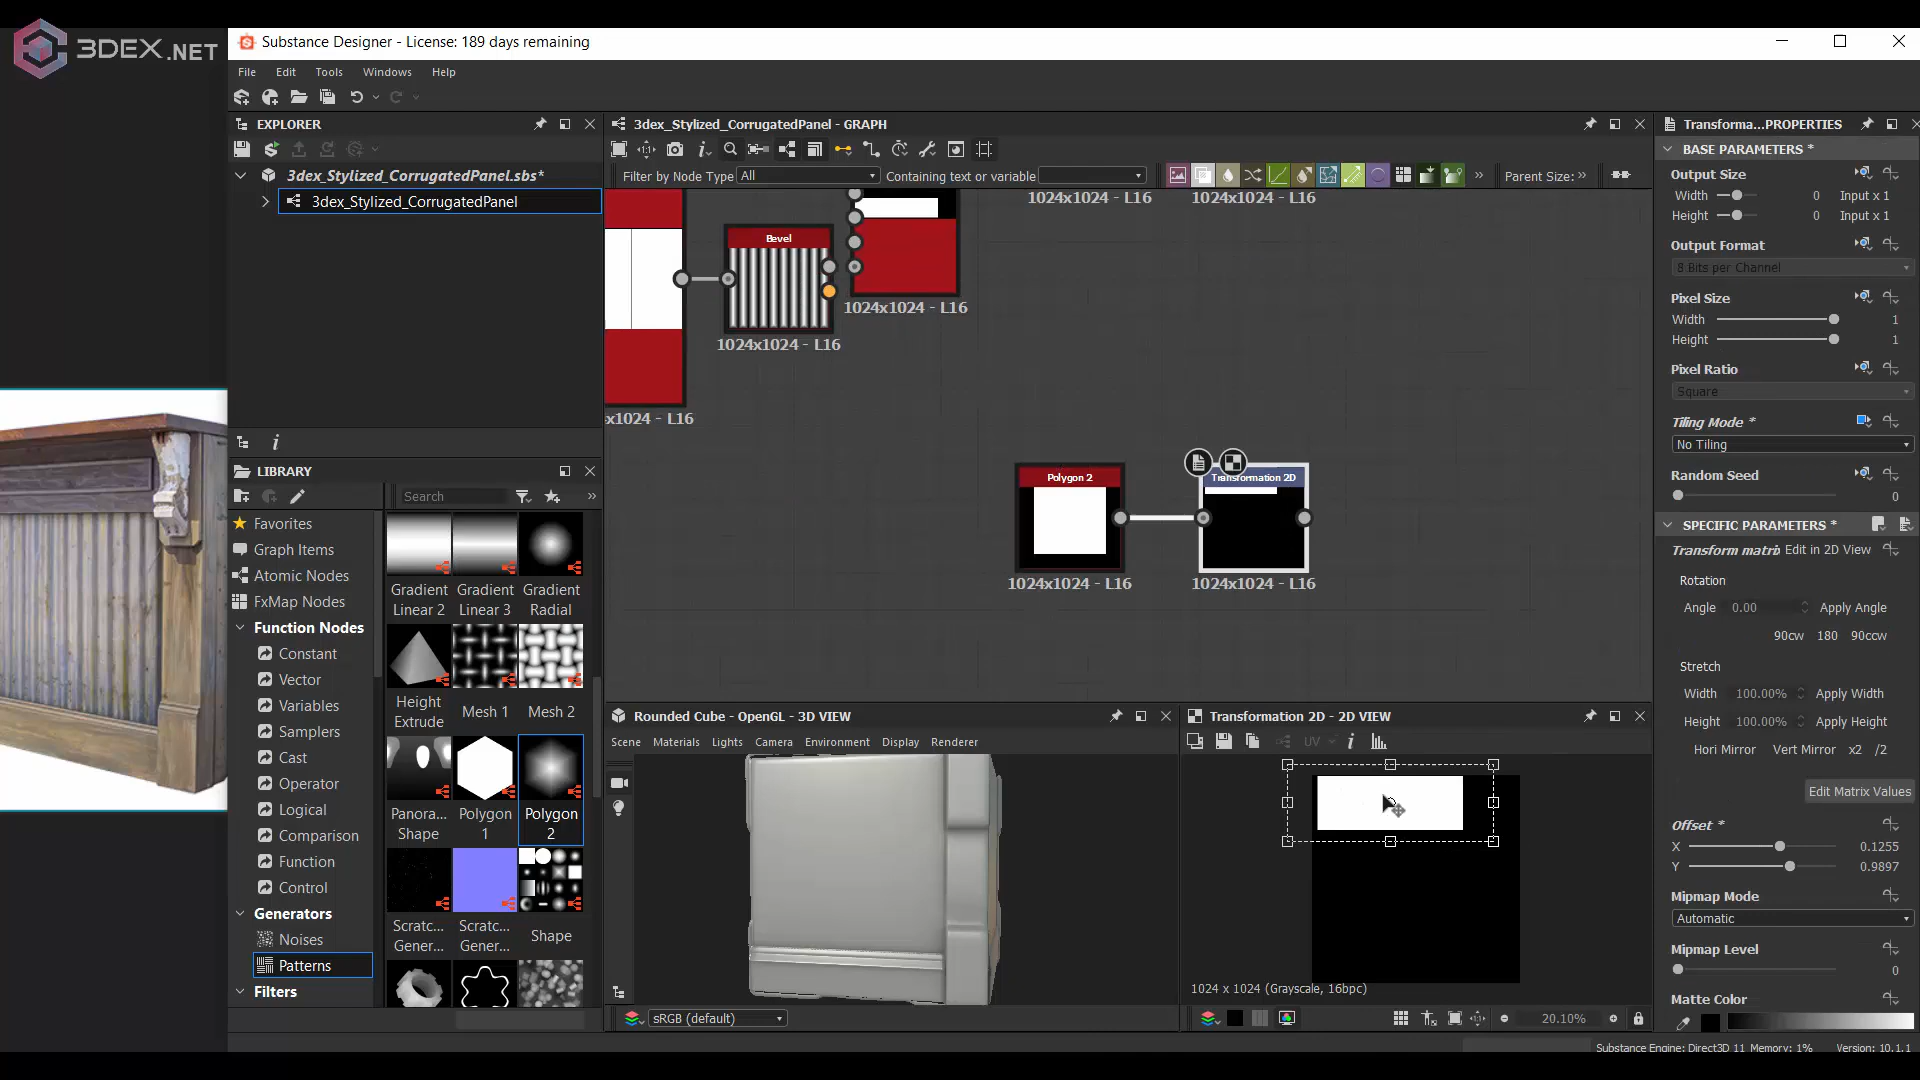 3DEX.NET
Substance Designer - License: 189 days remaining
File Edit Tools Windows Help
EXPLORER
3dex_Stylized_CorrugatedPanel.sbs*
3dex_Stylized_CorrugatedPanel
LIBRARY
Search
Favorites
Graph Items
Atomic Nodes
FxMap Nodes
Function Nodes
Constant
Vector
Variables
Samplers
Cast
Operator
Logical
Comparison
Function
Control
Generators
Noises
Patterns
Filters
Gradient Linear 2
Gradient Linear 3
Gradient Radial
Height Extrude
Mesh 1
Mesh 2
Panora... Shape
Polygon 1
Polygon 2
Scratc... Gener...
Scratc... Gener...
Shape
3dex_Stylized_CorrugatedPanel - GRAPH
Filter by Node Type All Containing text or variable Parent Size:
1024x1024 - L16
1024x1024 - L16
Bevel
1024x1024 - L16
1024x1024 - L16
x1024 - L16
Polygon 2
1024x1024 - L16
Transformation 2D
1024x1024 - L16
Rounded Cube - OpenGL - 3D VIEW
Scene Materials Lights Camera Environment Display Renderer
sRGB (default)
Transformation 2D - 2D VIEW
UV
1024 x 1024 (Grayscale, 16bpc)
20.10%
Transforma...PROPERTIES
BASE PARAMETERS *
Output Size
Width 0 Input x 1
Height 0 Input x 1
Output Format
8 Bits per Channel
Pixel Size
Width 1
Height 1
Pixel Ratio
Square
Tiling Mode *
No Tiling
Random Seed
0
SPECIFIC PARAMETERS *
Transform matri Edit in 2D View
Rotation
Angle 0.00 Apply Angle
90cw 180 90ccw
Stretch
Width 100.00% Apply Width
Height 100.00% Apply Height
Hori Mirror Vert Mirror x2 /2
Edit Matrix Values
Offset *
X 0.1255
Y 0.9897
Mipmap Mode
Automatic
Mipmap Level
0
Matte Color
Substance Engine: Direct3D 11 Memory: 1% Version: 10.1.1